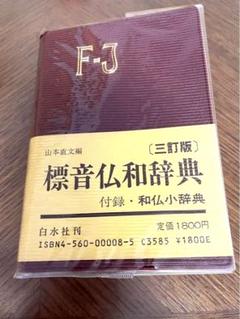 F-J
山本直文編
〔三訂版〕
標音仏和辞典
付録・和仏小辞典
白水社刊
定価1800円
ISBN4-560-00008-5 C3585 ¥1800E